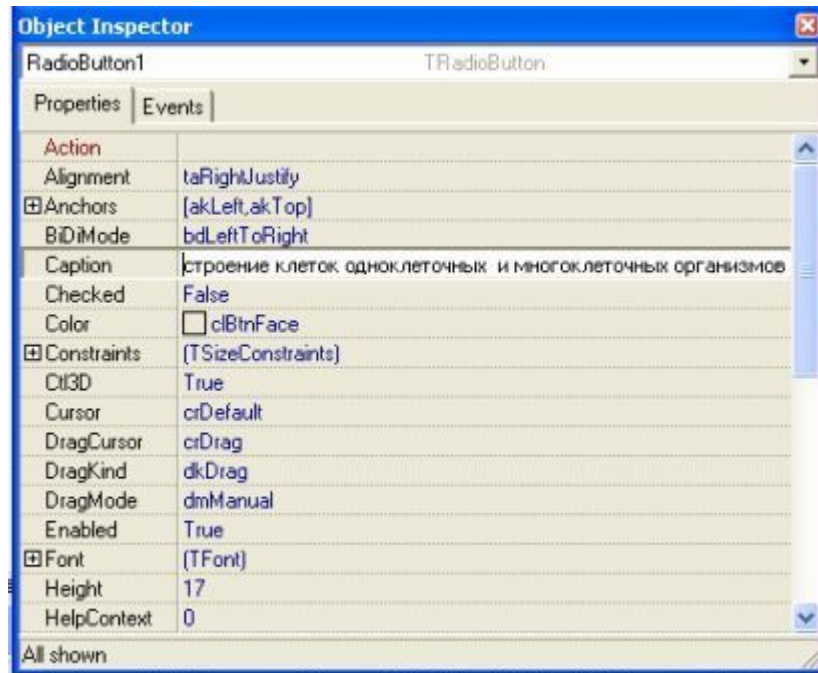 Object Inspector
RadioButton1 TRadioButton
Properties Events
Action
Alignment taRightJustify
Anchors [akLeft,akTop]
BiDiMode bdLeftToRight
Caption строение клеток одноклеточных и многоклеточных организмов
Checked False
Color clBtnFace
Constraints (TSizeConstraints)
Ctl3D True
Cursor crDefault
DragCursor crDrag
DragKind dkDrag
DragMode dmManual
Enabled True
Font (TFont)
Height 17
HelpContext 0
All shown